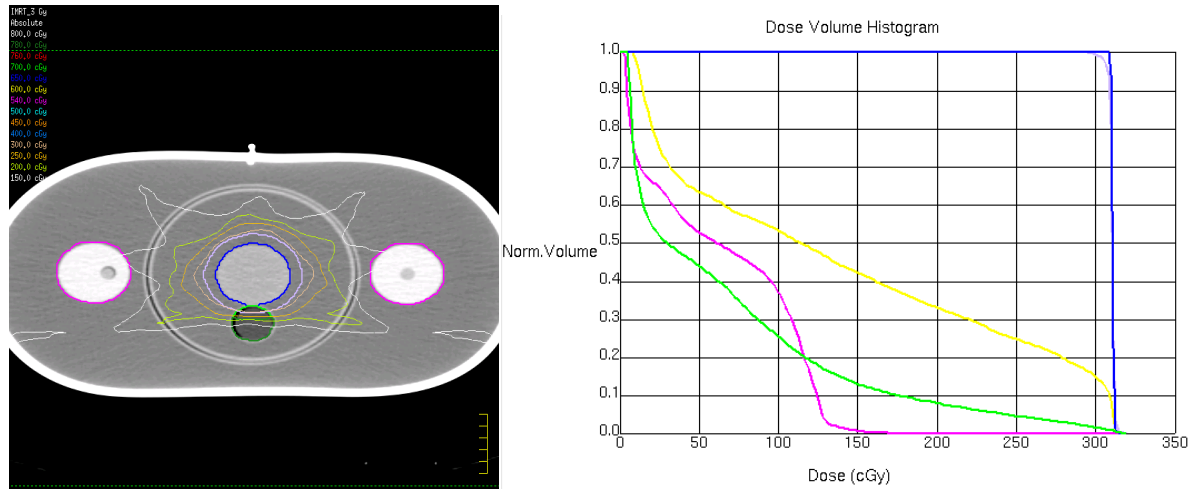 IMRT_3 Gy
Absolute
800.0 cGy
780.0 cGy
760.0 cGy
700.0 cGy
650.0 cGy
600.0 cGy
540.0 cGy
500.0 cGy
450.0 cGy
400.0 cGy
300.0 cGy
250.0 cGy
200.0 cGy
150.0 cGy
Dose Volume Histogram
1.0
0.9
0.8
0.7
0.6
0.5
0.4
0.3
0.2
0.1
0.0
Norm.Volume
0
50
100
150
200
250
300
350
Dose (cGy)